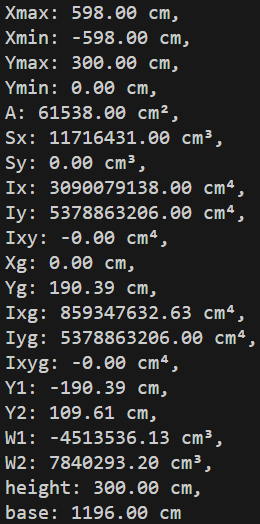 Xmax: 598.00 cm,
Xmin: -598.00 cm,
Ymax: 300.00 cm,
Ymin: 0.00 cm,
A: 61538.00 cm²,
Sx: 11716431.00 cm³,
Sy: 0.00 cm³,
Ix: 3090079138.00 cm⁴,
Iy: 5378863206.00 cm⁴,
Ixy: -0.00 cm⁴,
Xg: 0.00 cm,
Yg: 190.39 cm,
Ixg: 859347632.63 cm⁴,
Iyg: 5378863206.00 cm⁴,
Ixyg: -0.00 cm⁴,
Y1: -190.39 cm,
Y2: 109.61 cm,
W1: -4513536.13 cm³,
W2: 7840293.20 cm³,
height: 300.00 cm,
base: 1196.00 cm